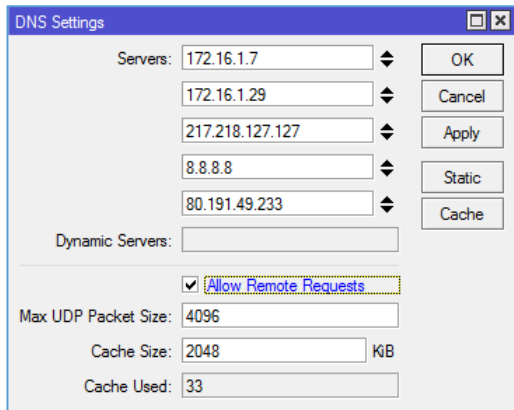 DNS Settings
Servers: 172.16.1.7 OK
172.16.1.29 Cancel
217.218.127.127 Apply
8.8.8.8 Static
80.191.49.233 Cache
Dynamic Servers:
Allow Remote Requests
Max UDP Packet Size: 4096
Cache Size: 2048 KiB
Cache Used: 33